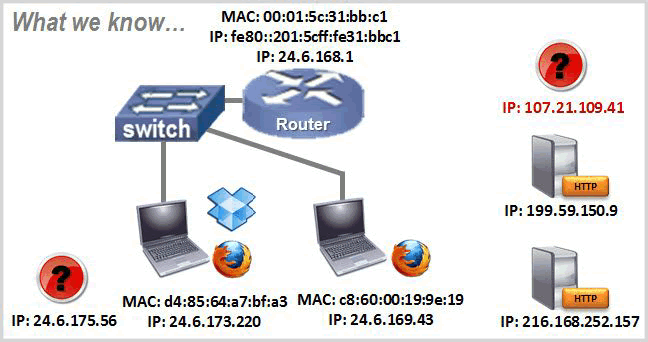 What we know...
MAC: 00:01:5c:31:bb:c1
IP: fe80::201:5cff:fe31:bbc1
IP: 24.6.168.1
switch
Router
IP: 107.21.109.41
HTTP
IP: 199.59.150.9
MAC: d4:85:64:a7:bf:a3
IP: 24.6.173.220
MAC: c8:60:00:19:9e:19
IP: 24.6.169.43
?
IP: 24.6.175.56
?
HTTP
IP: 216.168.252.157